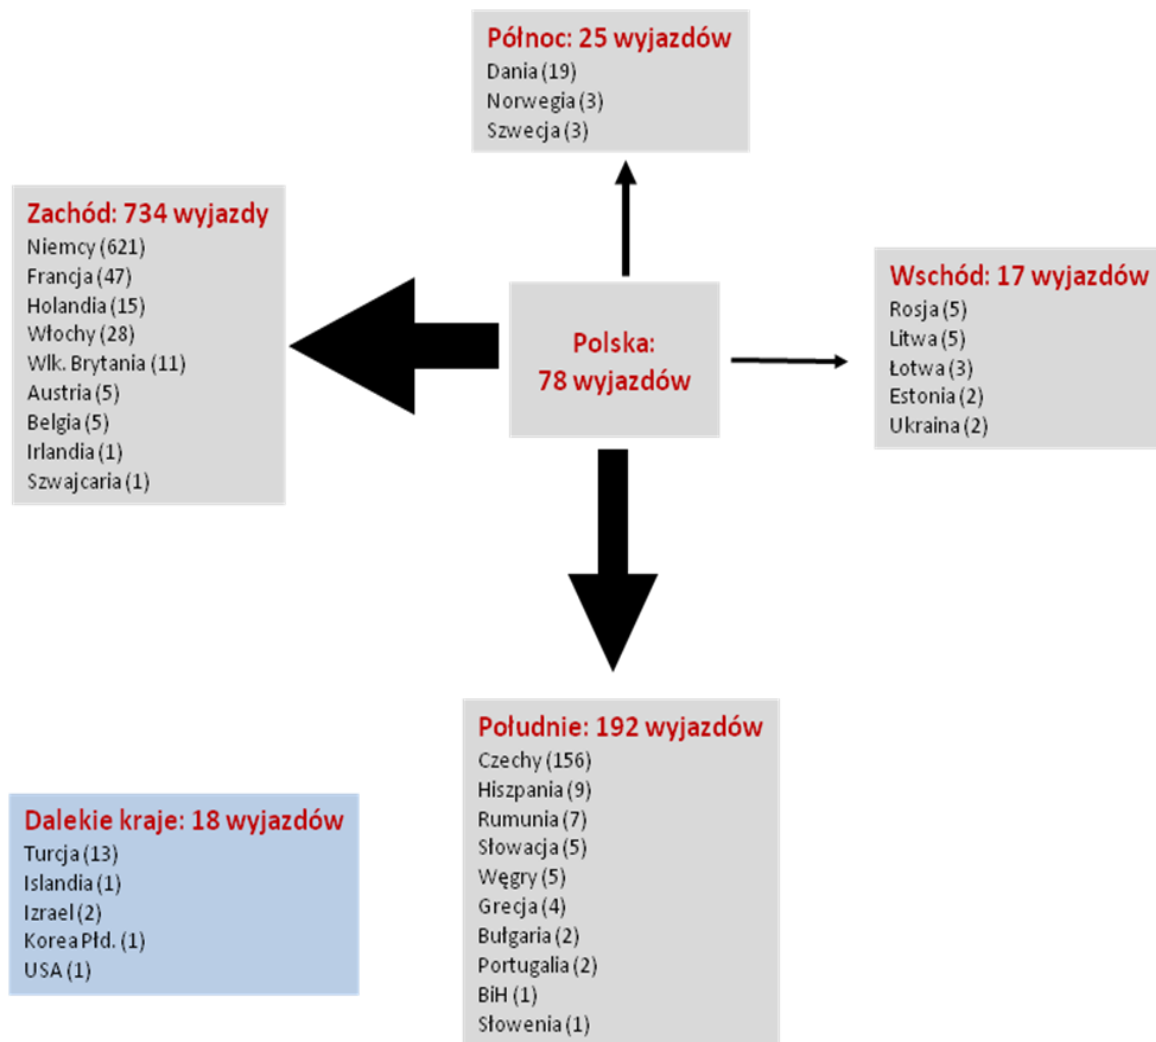 Północ: 25 wyjazdów
Dania (19)
Norwegia (3)
Szwecja (3)
Zachód: 734 wyjazdy
Niemcy (621)
Francja (47)
Holandia (15)
Włochy (28)
Wlk. Brytania (11)
Austria (5)
Belgia (5)
Irlandia (1)
Szwajcaria (1)
Polska:
78 wyjazdów
Wschód: 17 wyjazdów
Rosja (5)
Litwa (5)
Łotwa (3)
Estonia (2)
Ukraina (2)
Południe: 192 wyjazdów
Czechy (156)
Hiszpania (9)
Rumunia (7)
Słowacja (5)
Węgry (5)
Grecja (4)
Bułgaria (2)
Portugalia (2)
BiH (1)
Słowenia (1)
Dalekie kraje: 18 wyjazdów
Turcja (13)
Islandia (1)
Izrael (2)
Korea Płd. (1)
USA (1)